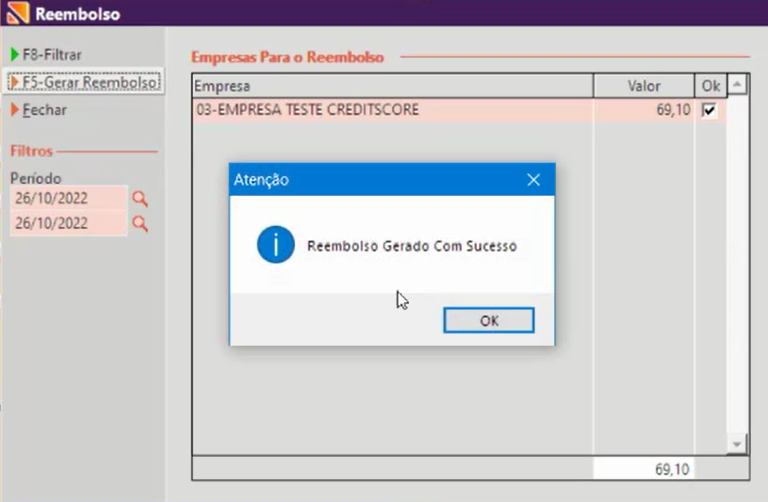 Reembolso
F8-Filtrar
F5-Gerar Reembolso
Fechar
Filtros
Período
26/10/2022
26/10/2022
Empresas Para o Reembolso
Empresa Valor Ok
03-EMPRESA TESTE CREDITSCORE 69,10
69,10
Atenção
Reembolso Gerado Com Sucesso
OK